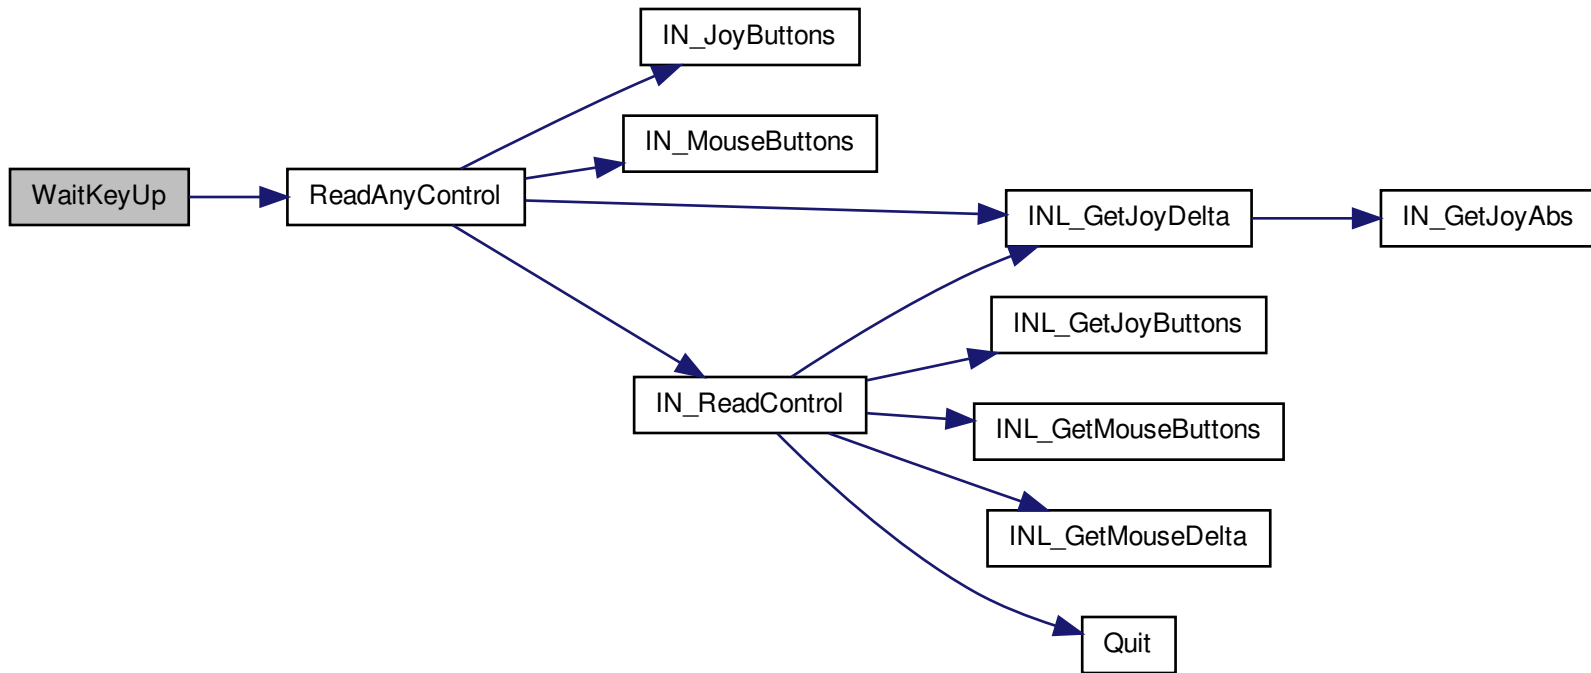 IN_JoyButtons
IN_MouseButtons
WaitKeyUp
ReadAnyControl
INL_GetJoyDelta
IN_GetJoyAbs
INL_GetJoyButtons
IN_ReadControl
INL_GetMouseButtons
INL_GetMouseDelta
Quit